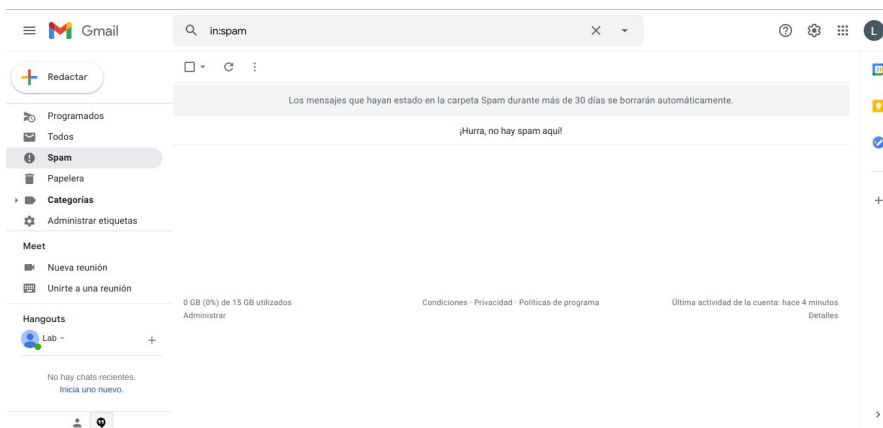 Gmail
in:spam
L
Redactar
Los mensajes que hayan estado en la carpeta Spam durante más de 30 días se borrarán automáticamente.
¡Hurra, no hay spam aquí!
Programados
Todos
Spam
Papelera
Categorías
Administrar etiquetas
Meet
Nueva reunión
Unirte a una reunión
Hangouts
Lab
No hay chats recientes.
Inicia uno nuevo.
0 GB (0%) de 15 GB utilizados
Administrar
Condiciones · Privacidad · Políticas de programa
Última actividad de la cuenta: hace 4 minutos
Detalles